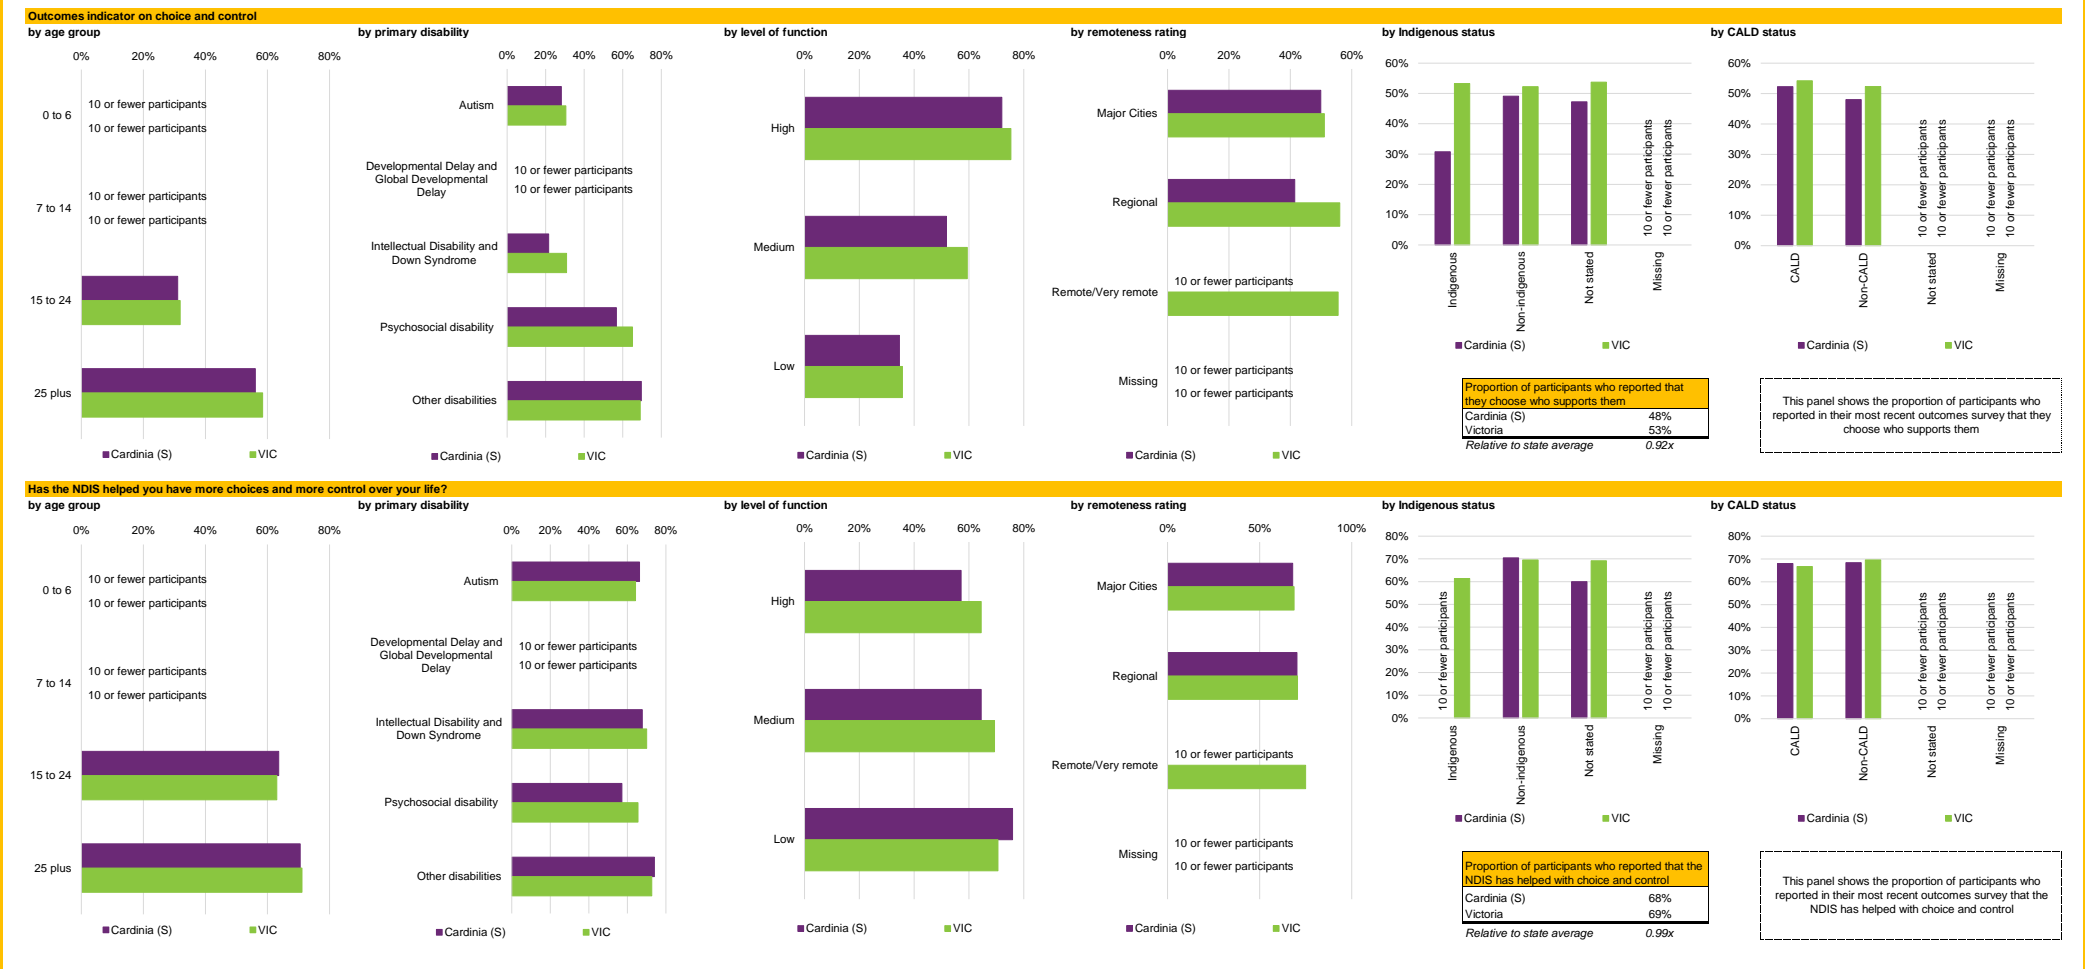 Outcomes indicator on choice and control
by age group
0%
20%
40%
60%
80%
0 to 6
10 or fewer participants
10 or fewer participants
7 to 14
10 or fewer participants
10 or fewer participants
15 to 24
25 plus
Cardinia (S)
VIC
by primary disability
0%
20%
40%
60%
80%
Autism
Developmental Delay and
Global Developmental
Delay
10 or fewer participants
10 or fewer participants
Intellectual Disability and
Down Syndrome
Psychosocial disability
Other disabilities
Cardinia (S)
VIC
by level of function
0%
20%
40%
60%
80%
High
Medium
Low
Cardinia (S)
VIC
by remoteness rating
0%
20%
40%
60%
Major Cities
Regional
Remote/Very remote
10 or fewer participants
Missing
10 or fewer participants
10 or fewer participants
Cardinia (S)
VIC
by Indigenous status
60%
50%
40%
30%
20%
10%
0%
10 or fewer participants
10 or fewer participants
Indigenous
Non-indigenous
Not stated
Missing
Cardinia (S)
VIC
by CALD status
60%
50%
40%
30%
20%
10%
0%
10 or fewer participants
10 or fewer participants
10 or fewer participants
10 or fewer participants
CALD
Non-CALD
Not stated
Missing
Cardinia (S)
VIC
Proportion of participants who reported that
they choose who supports them
Cardinia (S) 48%
Victoria 53%
Relative to state average 0.92x
This panel shows the proportion of participants who
reported in their most recent outcomes survey that they
choose who supports them
Has the NDIS helped you have more choices and more control over your life?
by age group
0%
20%
40%
60%
80%
0 to 6
10 or fewer participants
10 or fewer participants
7 to 14
10 or fewer participants
10 or fewer participants
15 to 24
25 plus
Cardinia (S)
VIC
by primary disability
0%
20%
40%
60%
80%
Autism
Developmental Delay and
Global Developmental
Delay
10 or fewer participants
10 or fewer participants
Intellectual Disability and
Down Syndrome
Psychosocial disability
Other disabilities
Cardinia (S)
VIC
by level of function
0%
20%
40%
60%
80%
High
Medium
Low
Cardinia (S)
VIC
by remoteness rating
0%
50%
100%
Major Cities
Regional
Remote/Very remote
10 or fewer participants
Missing
10 or fewer participants
10 or fewer participants
Cardinia (S)
VIC
by Indigenous status
80%
70%
60%
50%
40%
30%
20%
10%
0%
10 or fewer participants
10 or fewer participants
10 or fewer participants
Indigenous
Non-indigenous
Not stated
Missing
Cardinia (S)
VIC
by CALD status
80%
70%
60%
50%
40%
30%
20%
10%
0%
10 or fewer participants
10 or fewer participants
10 or fewer participants
10 or fewer participants
CALD
Non-CALD
Not stated
Missing
Cardinia (S)
VIC
Proportion of participants who reported that the
NDIS has helped with choice and control
Cardinia (S) 68%
Victoria 69%
Relative to state average 0.99x
This panel shows the proportion of participants who
reported in their most recent outcomes survey that the
NDIS has helped with choice and control